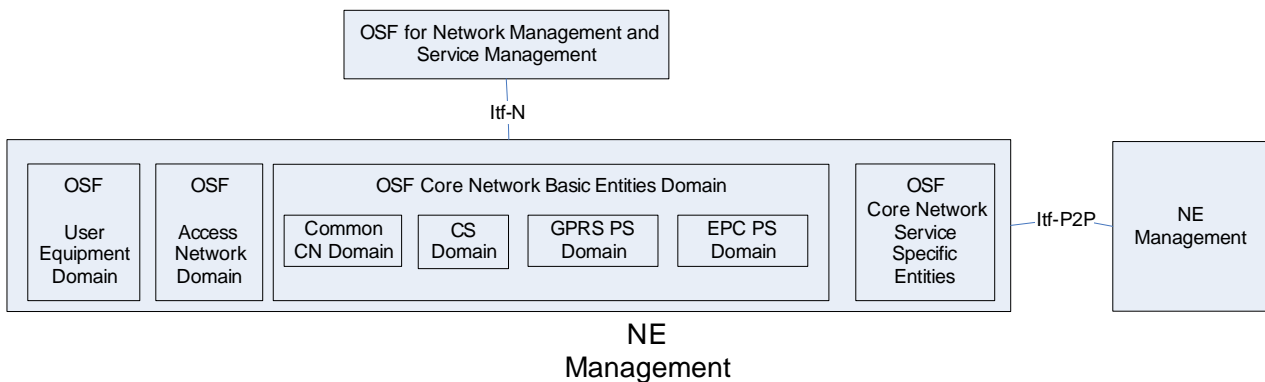 OSF for Network Management and
Service Management
Itf-N
OSF
User
Equipment
Domain
OSF
Access
Network
Domain
OSF Core Network Basic Entities Domain
Common
CN Domain
CS
Domain
GPRS PS
Domain
EPC PS
Domain
OSF
Core Network
Service
Specific
Entities
Itf-P2P
NE
Management
NE
Management